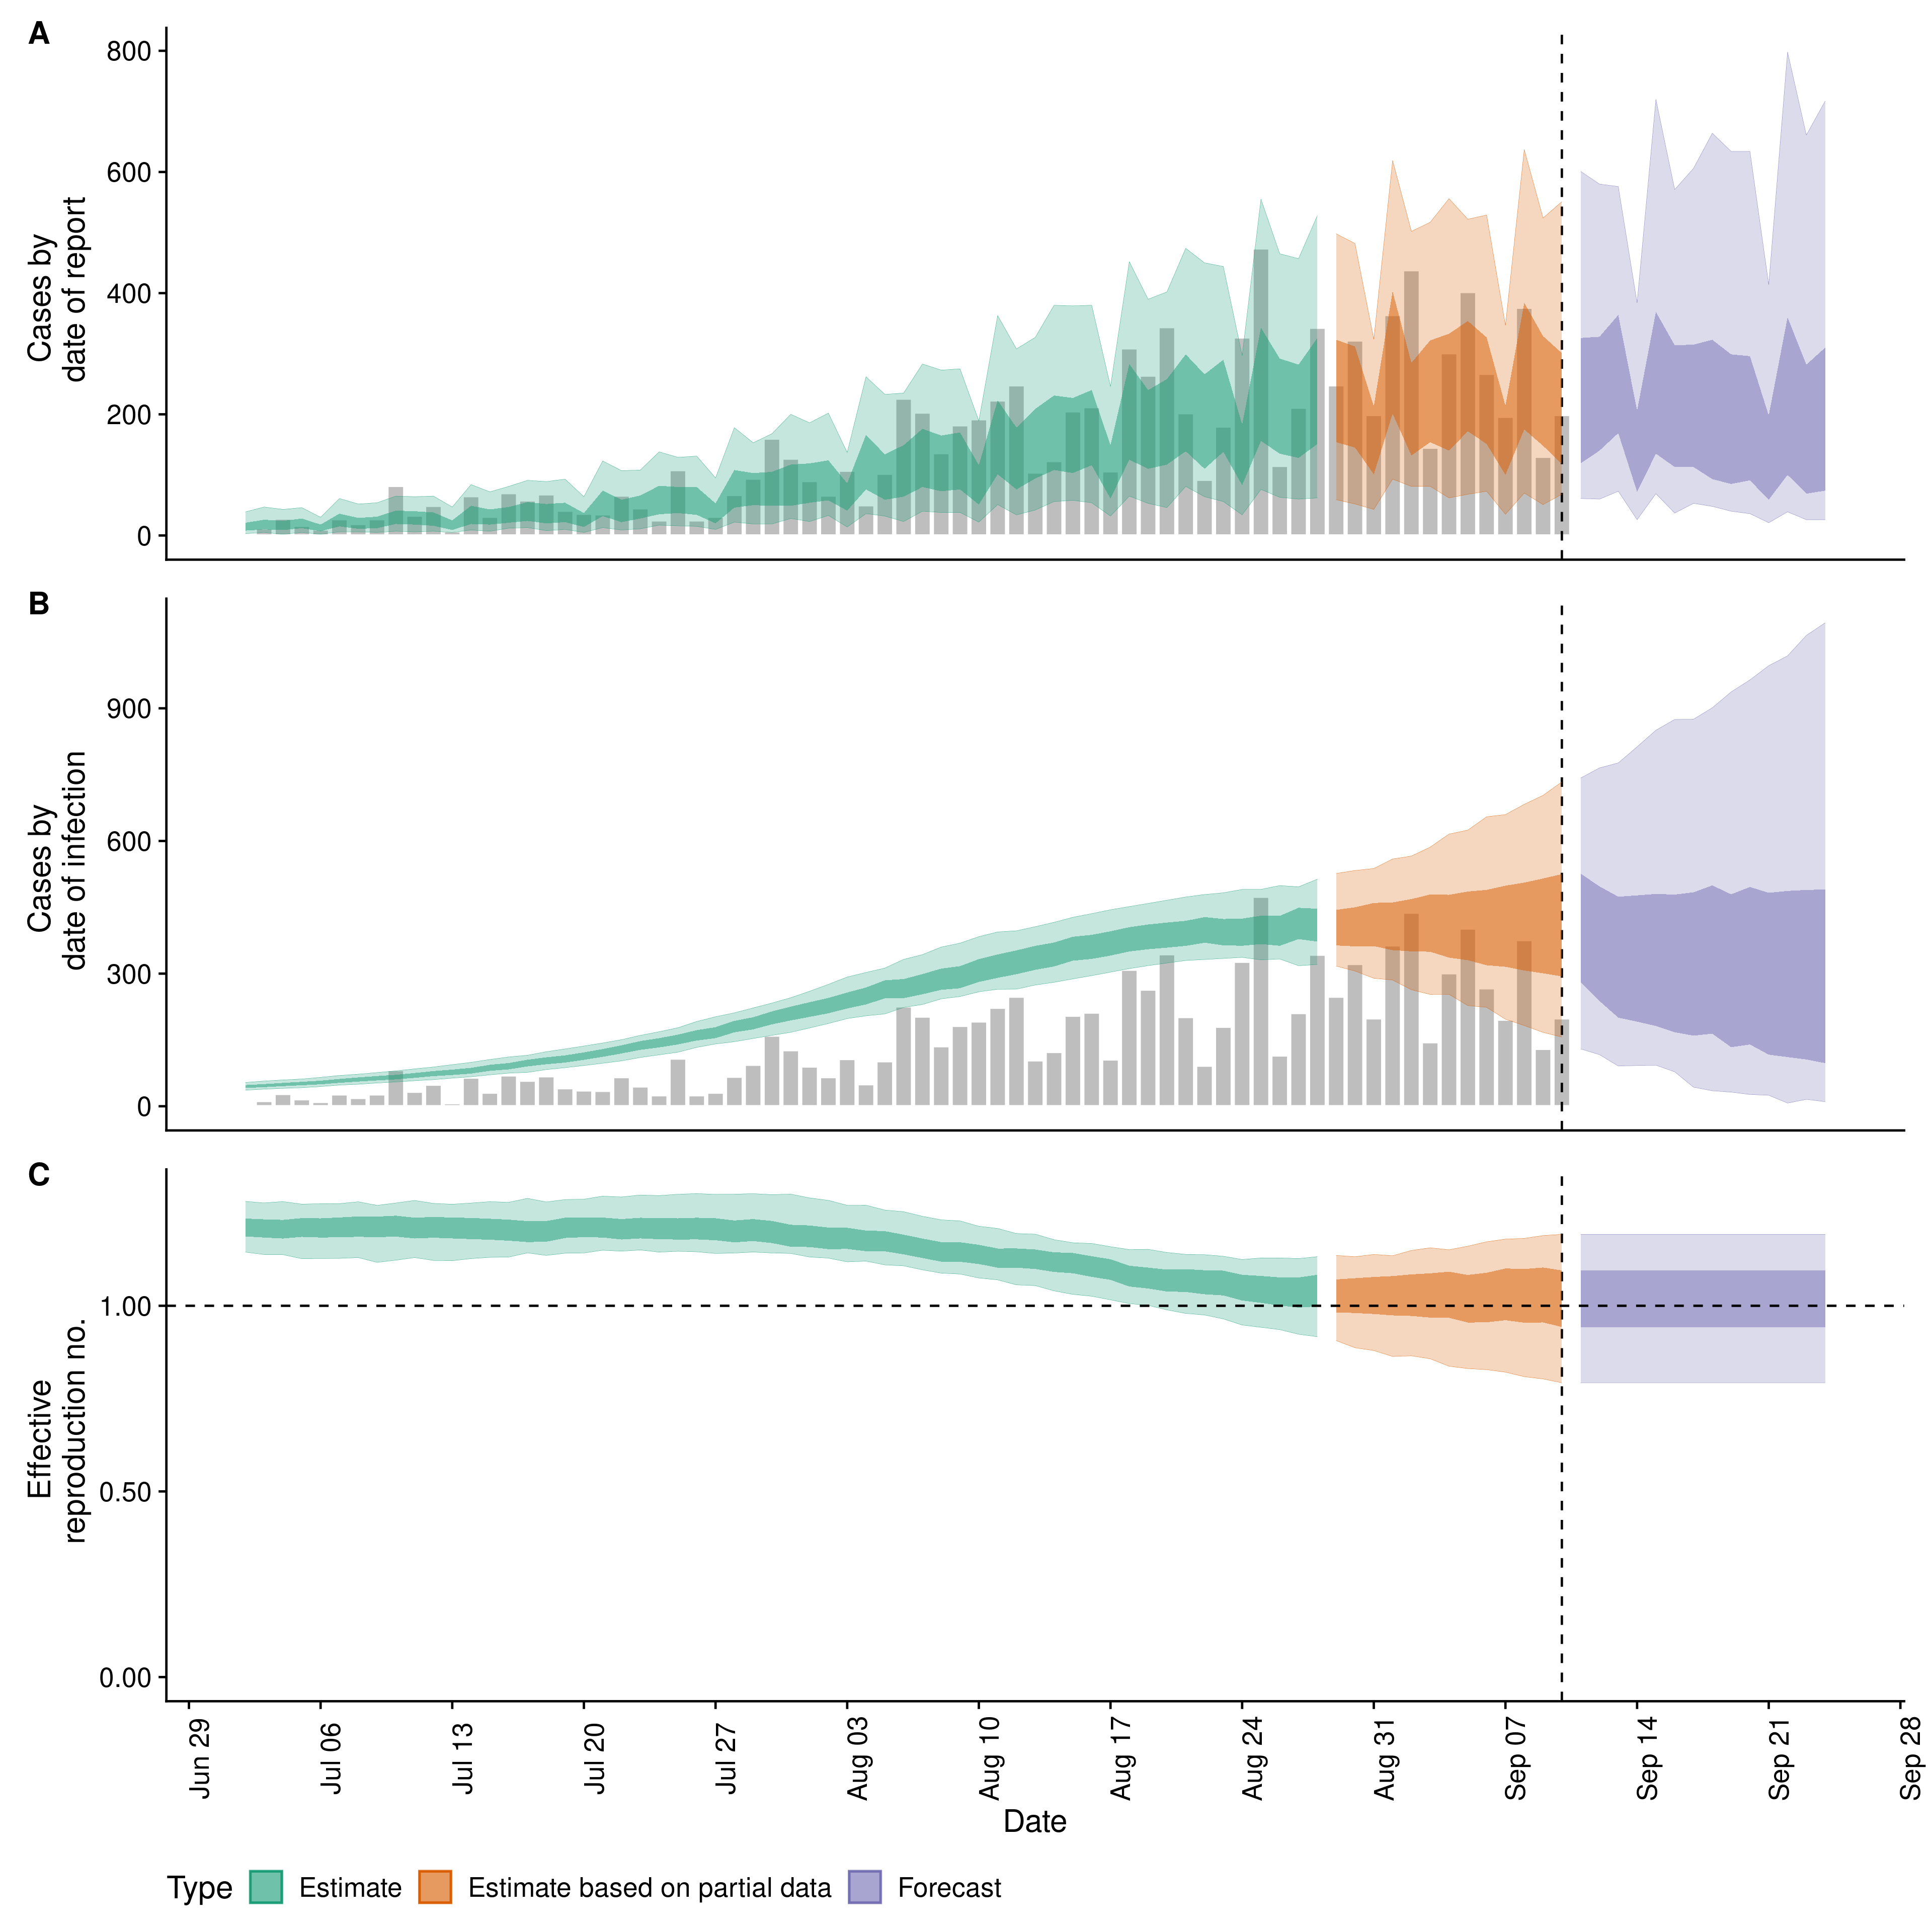 A
Cases by
date of report
800
600
400
200
0
B
Cases by
date of infection
900
600
300
0
C
Effective
reproduction no.
1.00
0.50
0.00
Jun 29
Jul 06
Jul 13
Jul 20
Jul 27
Aug 03
Aug 10
Aug 17
Aug 24
Aug 31
Sep 07
Sep 14
Sep 21
Sep 28
Date
Type Estimate Estimate based on partial data Forecast